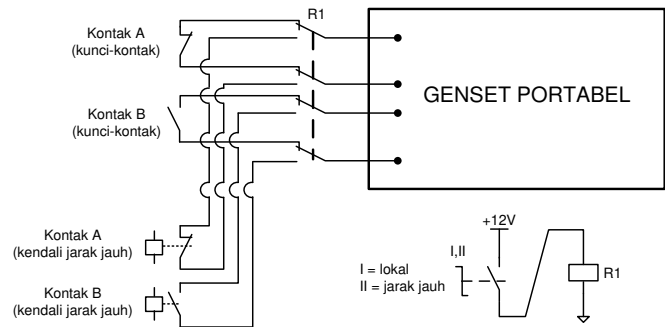 R1
Kontak A
(kunci-kontak)
GENSET PORTABEL
Kontak B
(kunci-kontak)
Kontak A
(kendali jarak jauh)
Kontak B
(kendali jarak jauh)
+12V
I,II
I = lokal
II = jarak jauh
R1